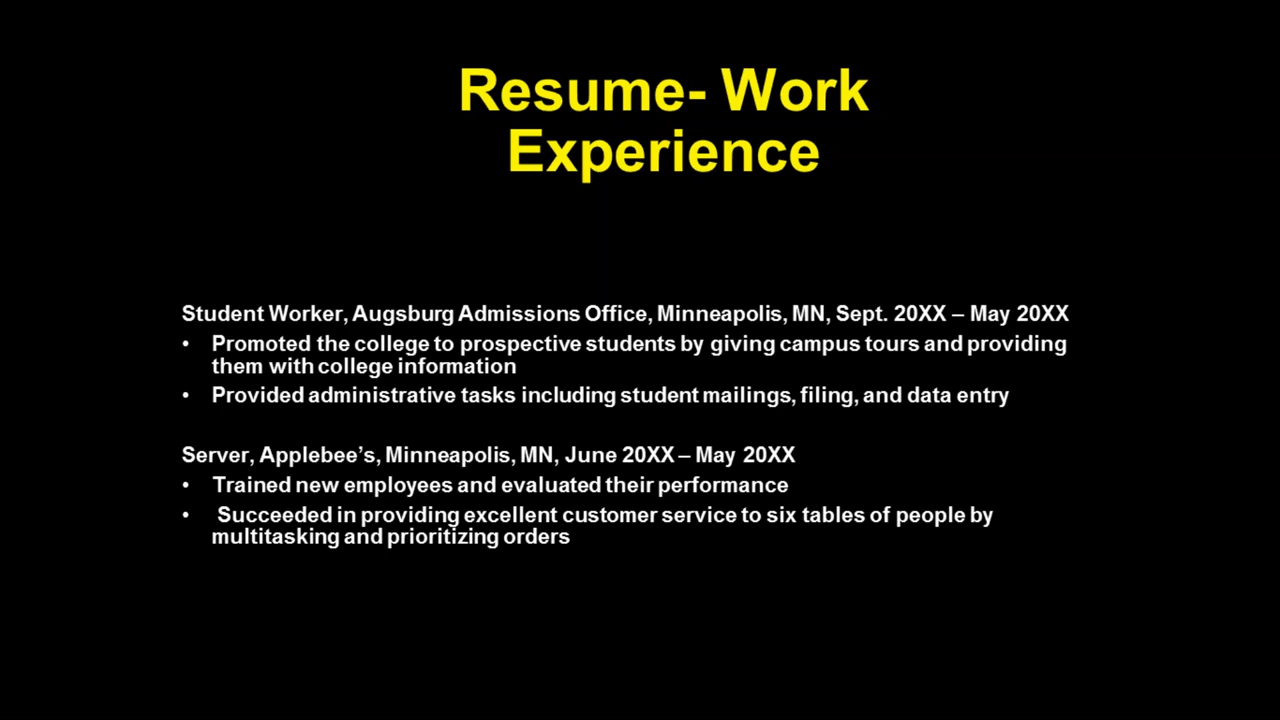 Resume- Work
Experience
Student Worker, Augsburg Admissions Office, Minneapolis, MN, Sept. 20XX – May 20XX
• Promoted the college to prospective students by giving campus tours and providing
them with college information
• Provided administrative tasks including student mailings, filing, and data entry
Server, Applebee’s, Minneapolis, MN, June 20XX – May 20XX
• Trained new employees and evaluated their performance
• Succeeded in providing excellent customer service to six tables of people by
multitasking and prioritizing orders